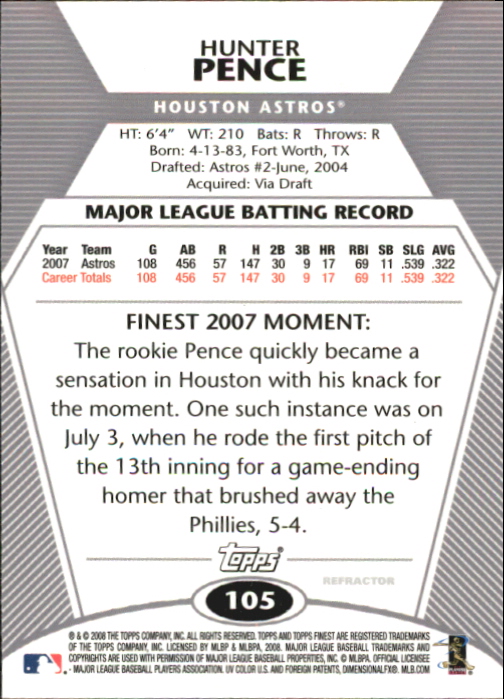 HUNTER
PENCE
HOUSTON ASTROS®
HT: 6'4" WT: 210 Bats: R Throws: R
Born: 4-13-83, Fort Worth, TX
Drafted: Astros #2-June, 2004
Acquired: Via Draft
MAJOR LEAGUE BATTING RECORD
Year Team G AB R H 2B 3B HR RBI SB SLG AVG
2007 Astros 108 456 57 147 30 9 17 69 11 .539 .322
Career Totals 108 456 57 147 30 9 17 69 11 .539 .322
FINEST 2007 MOMENT:
The rookie Pence quickly became a
sensation in Houston with his knack for
the moment. One such instance was on
July 3, when he rode the first pitch of
the 13th inning for a game-ending
homer that brushed away the
Phillies, 5-4.
Topps®
REFRACTOR
105
® & © 2008 THE TOPPS COMPANY, INC. ALL RIGHTS RESERVED. TOPPS AND TOPPS FINEST ARE REGISTERED TRADEMARKS
OF THE TOPPS COMPANY, INC. LICENSED BY MLBP & MLBPA, 2008. MAJOR LEAGUE BASEBALL TRADEMARKS AND
COPYRIGHTS ARE USED WITH PERMISSION OF MAJOR LEAGUE BASEBALL PROPERTIES, INC. © MLBPA. OFFICIAL LICENSEE
- MAJOR LEAGUE BASEBALL PLAYERS ASSOCIATION. UV COLOR U.S. AND FOREIGN PATENTS, DIMENSIONALFX®. MLB.COM